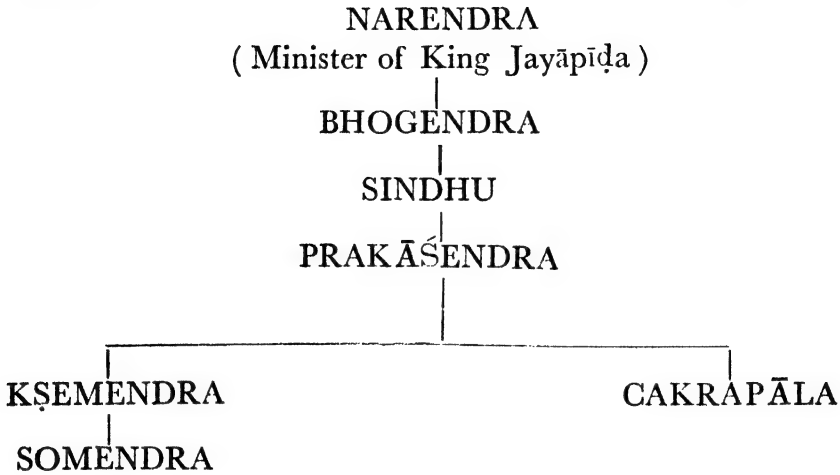 NARENDRA
( Minister of King Jayāpīḍa )
BHOGENDRA
SINDHU
PRAKĀŚENDRA
KṢEMENDRA CAKRAPĀLA
SOMENDRA